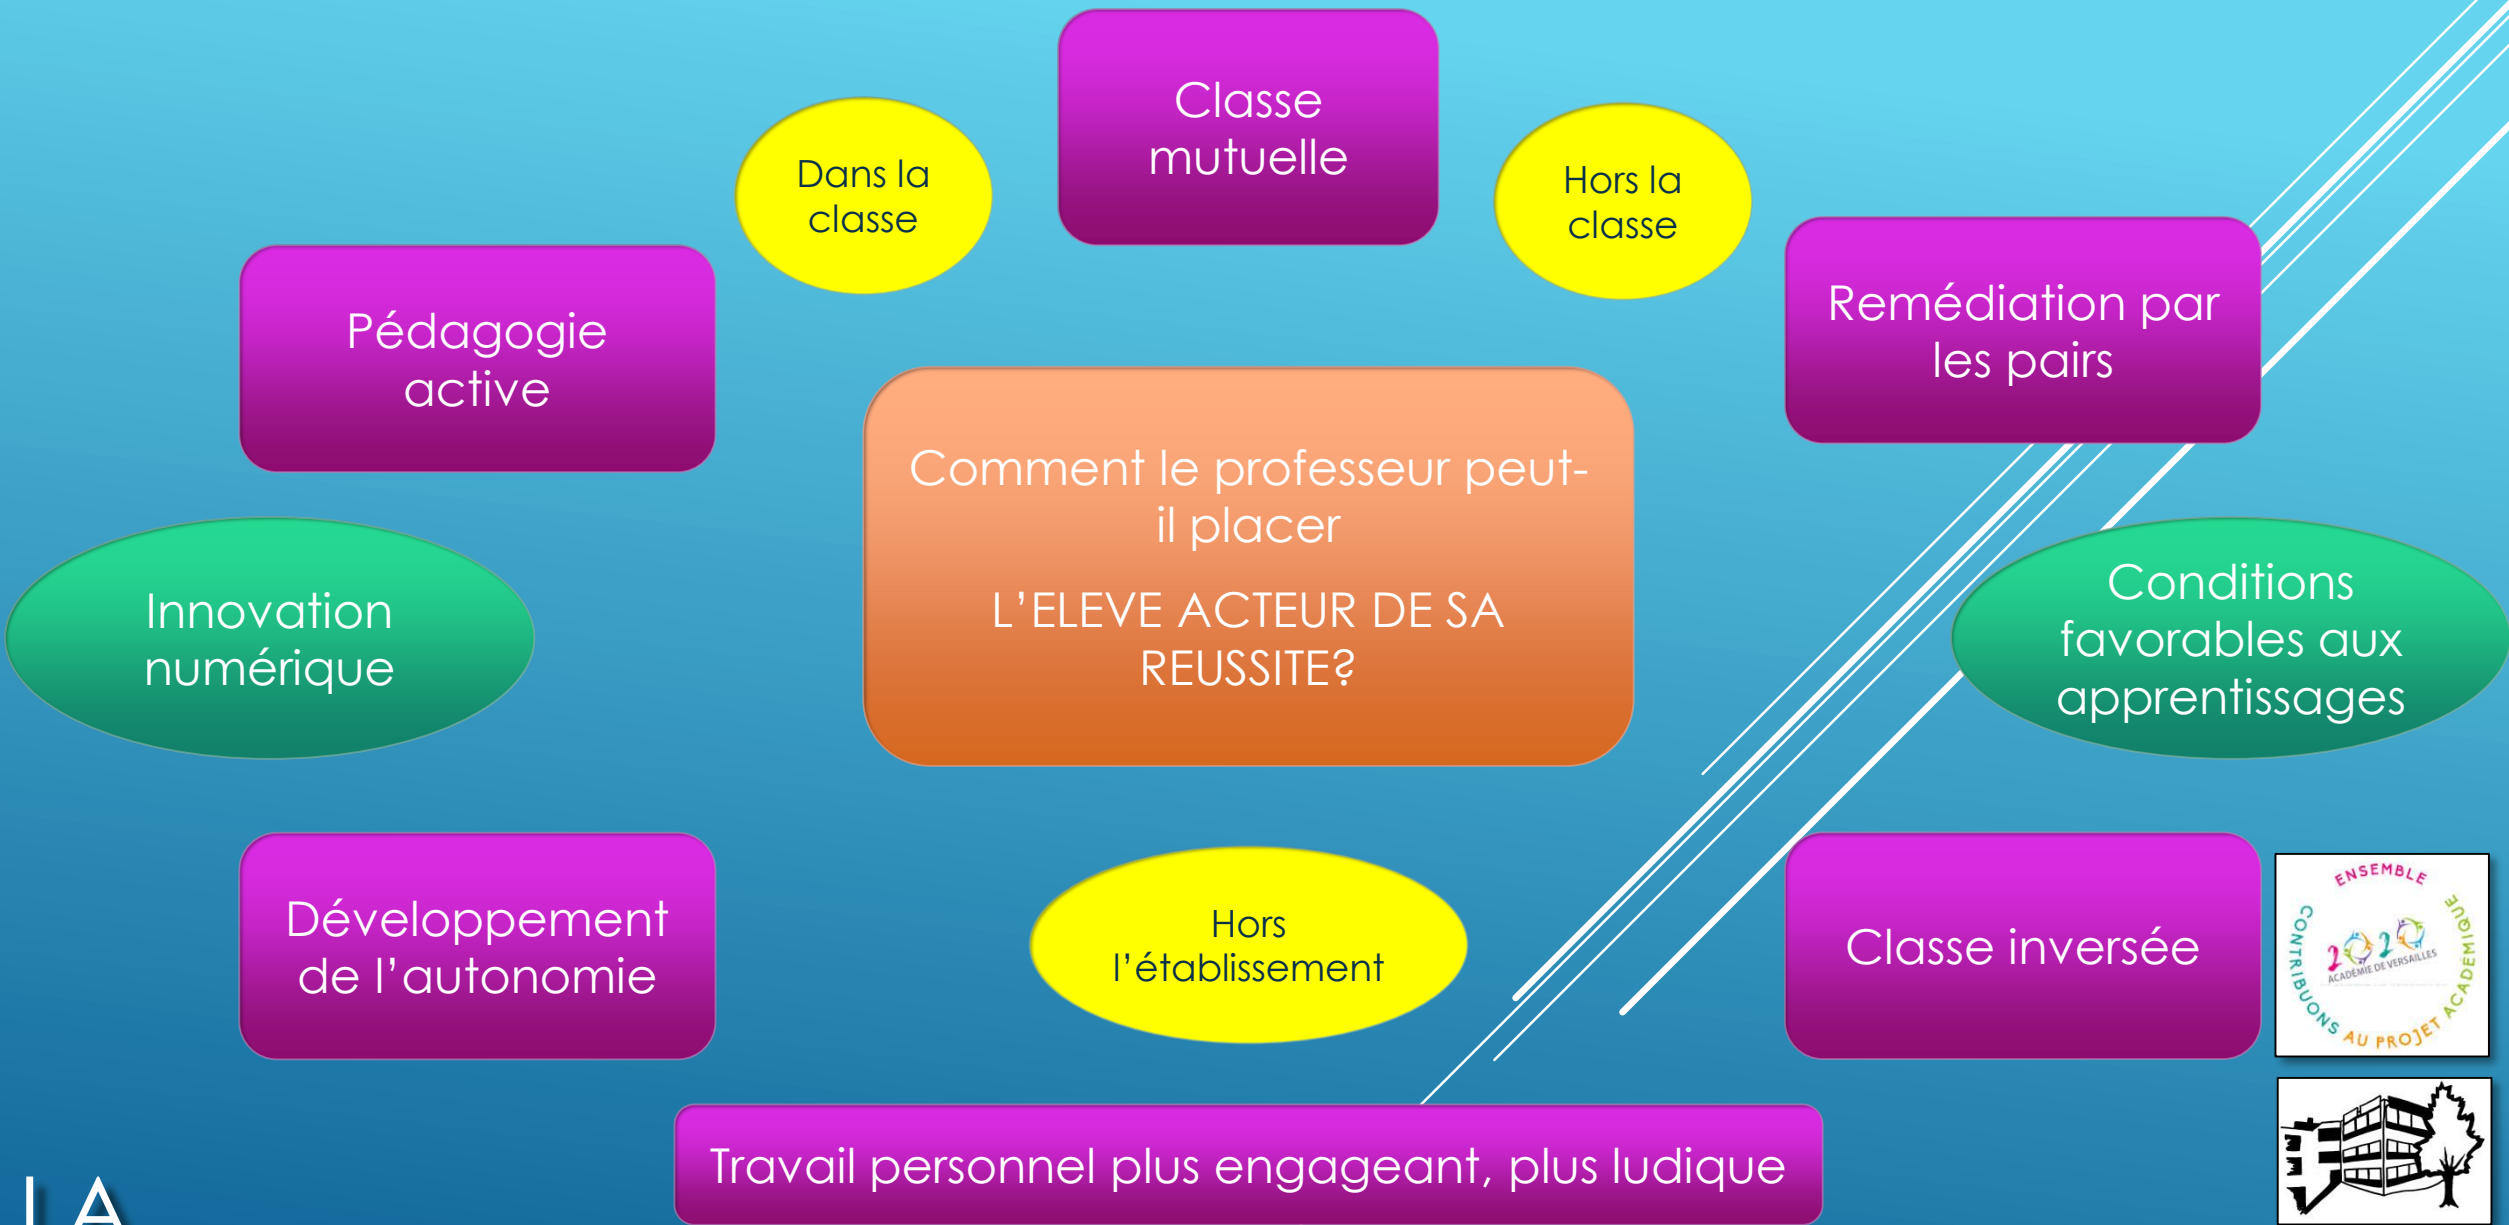 Classe
mutuelle
Dans la
classe
Hors la
classe
Pédagogie
active
Remédiation par
les pairs
Comment le professeur peut-
il placer
L'ELEVE ACTEUR DE SA
REUSSITE?
Innovation
numérique
Conditions
favorables aux
apprentissages
Développement
de l'autonomie
Hors
l'établissement
Classe inversée
ENSEMBLE
CONTRIBUONS AU PROJET ACADÉMIQUE
2020
ACADÉMIE DE VERSAILLES
Travail personnel plus engageant, plus ludique
LA